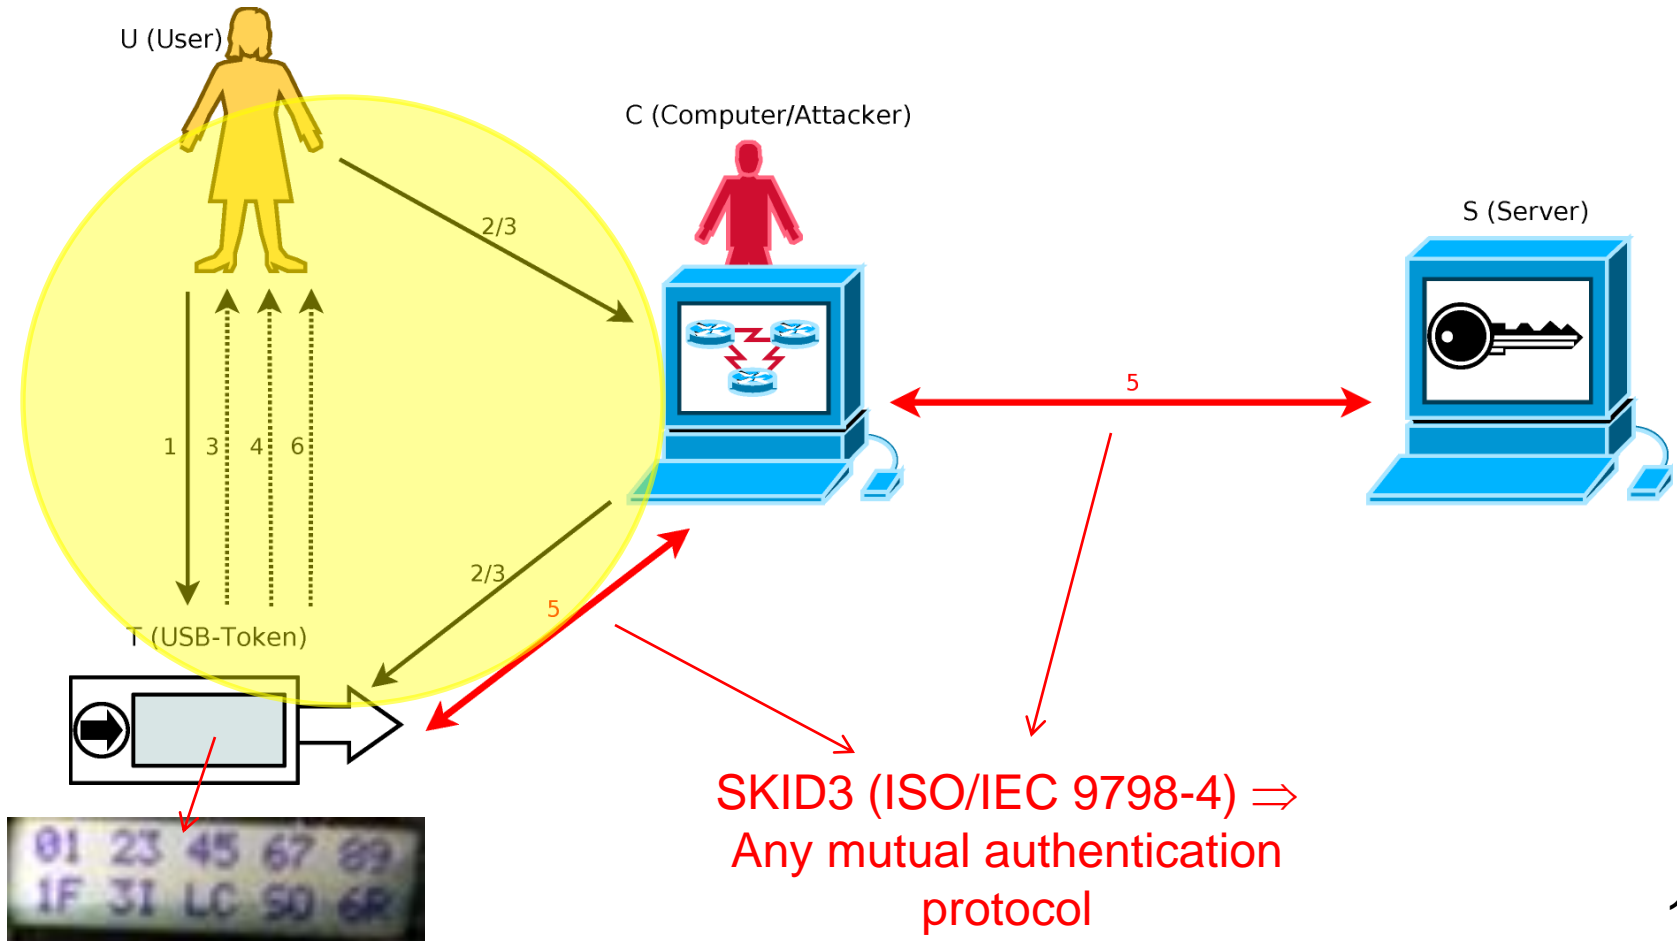 U (User)
C (Computer/Attacker)
S (Server)
2/3
5
1 3 4 6
2/3
5
T (USB-Token)
SKID3 (ISO/IEC 9798-4) ⇒
Any mutual authentication
protocol
01 23 45 67 89
1F 3I LC SO 6R